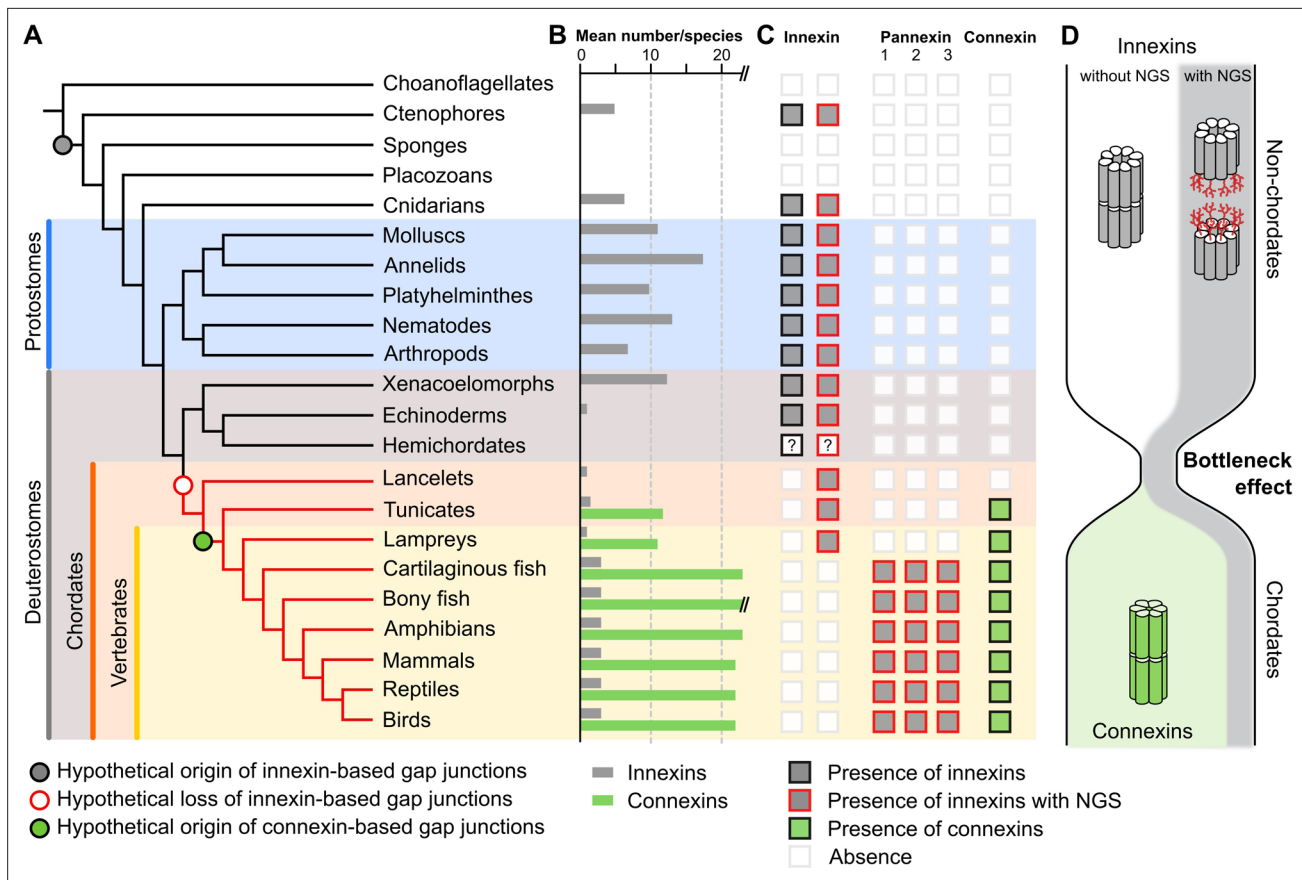 A
B
Mean number/species
0 10 20 //
C
Innexin
Pannexin
1 2 3
Connexin
D
Innexins
without NGS
with NGS
Choanoflagellates
Ctenophores
Sponges
Placozoans
Cnidarians
Molluscs
Annelids
Platyhelminthes
Nematodes
Arthropods
Xenacoelomorphs
Echinoderms
Hemichordates
? ?
Lancelets
Tunicates
Lampreys
Cartilaginous fish
Bony fish
//
Amphibians
Mammals
Reptiles
Birds
Protostomes
Deuterostomes
Chordates
Vertebrates
Non-chordates
Bottleneck
effect
Chordates
Connexins
Hypothetical origin of innexin-based gap junctions
Hypothetical loss of innexin-based gap junctions
Hypothetical origin of connexin-based gap junctions
Innexins
Connexins
Presence of innexins
Presence of innexins with NGS
Presence of connexins
Absence